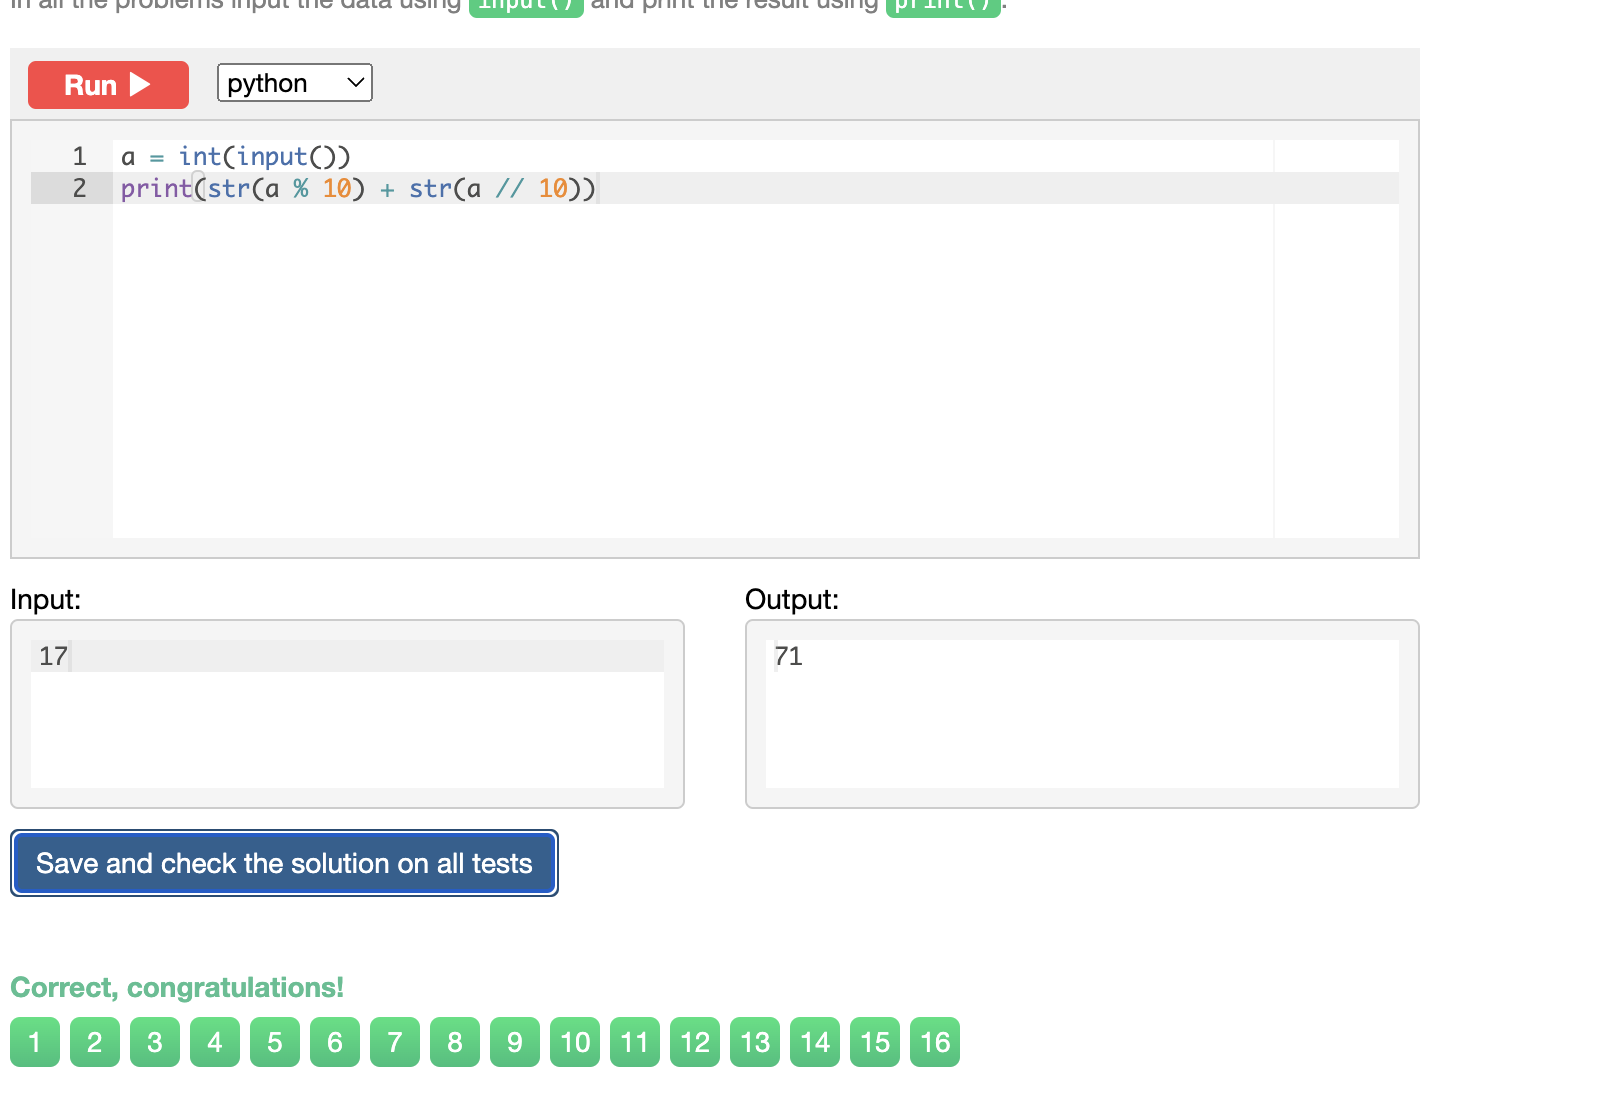 In all the problems input the data using input() and print the result using print().
Run
python
1 a = int(input())
2 print(str(a % 10) + str(a // 10))
Input: Output:
17 71
Save and check the solution on all tests
Correct, congratulations!
1 2 3 4 5 6 7 8 9 10 11 12 13 14 15 16